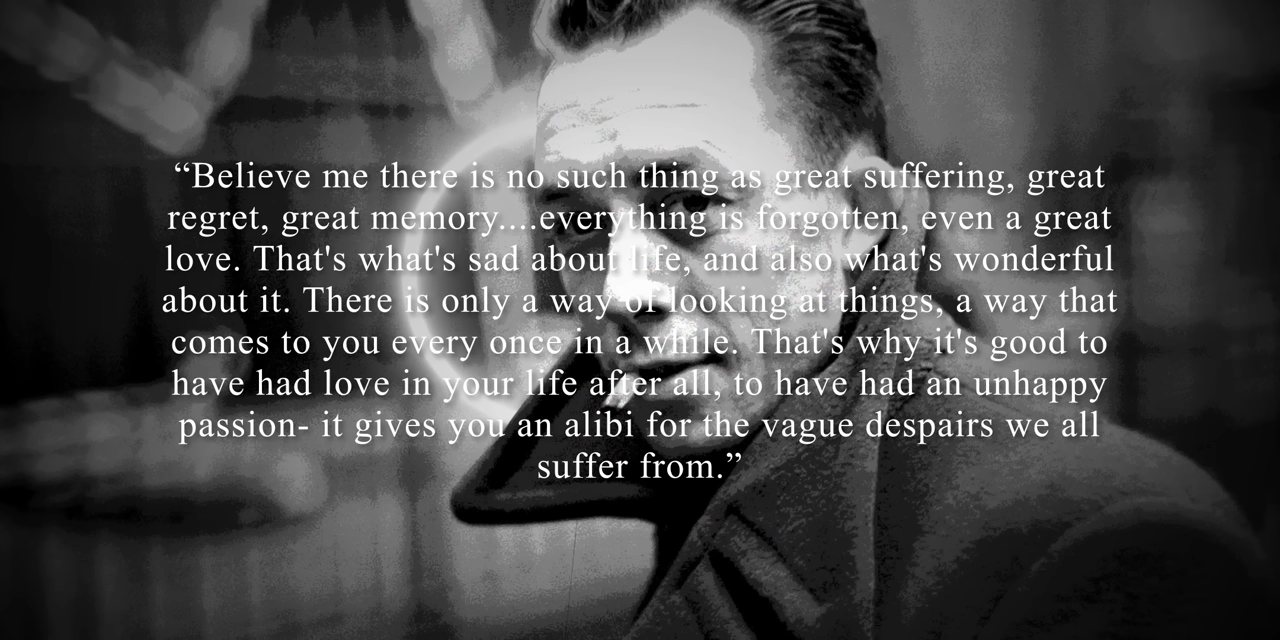 “Believe me there is no such thing as great suffering, great
regret, great memory....everything is forgotten, even a great
love. That's what's sad about life, and also what's wonderful
about it. There is only a way of looking at things, a way that
comes to you every once in a while. That's why it's good to
have had love in your life after all, to have had an unhappy
passion- it gives you an alibi for the vague despairs we all
suffer from.”